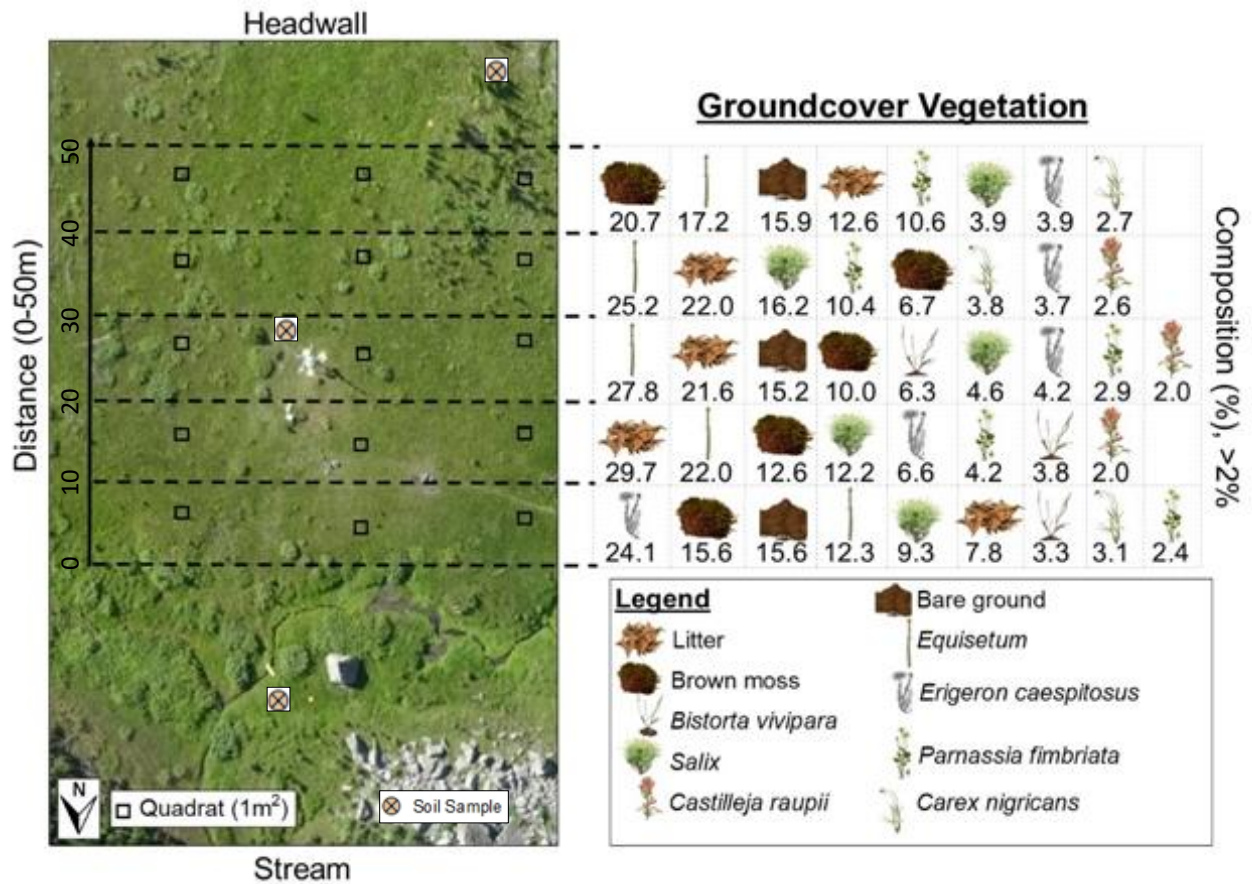 Headwall
Groundcover Vegetation
Distance (0-50m)
50
40
30
20
10
0
20.7 17.2 15.9 12.6 10.6 3.9 3.9 2.7
25.2 22.0 16.2 10.4 6.7 3.8 3.7 2.6
27.8 21.6 15.2 10.0 6.3 4.6 4.2 2.9 2.0
29.7 22.0 12.6 12.2 6.6 4.2 3.8 2.0
24.1 15.6 15.6 12.3 9.3 7.8 3.3 3.1 2.4
Composition (%), >2%
Legend
Litter
Brown moss
Bistorta vivipara
Salix
Castilleja raupii
Bare ground
Equisetum
Erigeron caespitosus
Parnassia fimbriata
Carex nigricans
N
Quadrat (1m²)
Soil Sample
Stream